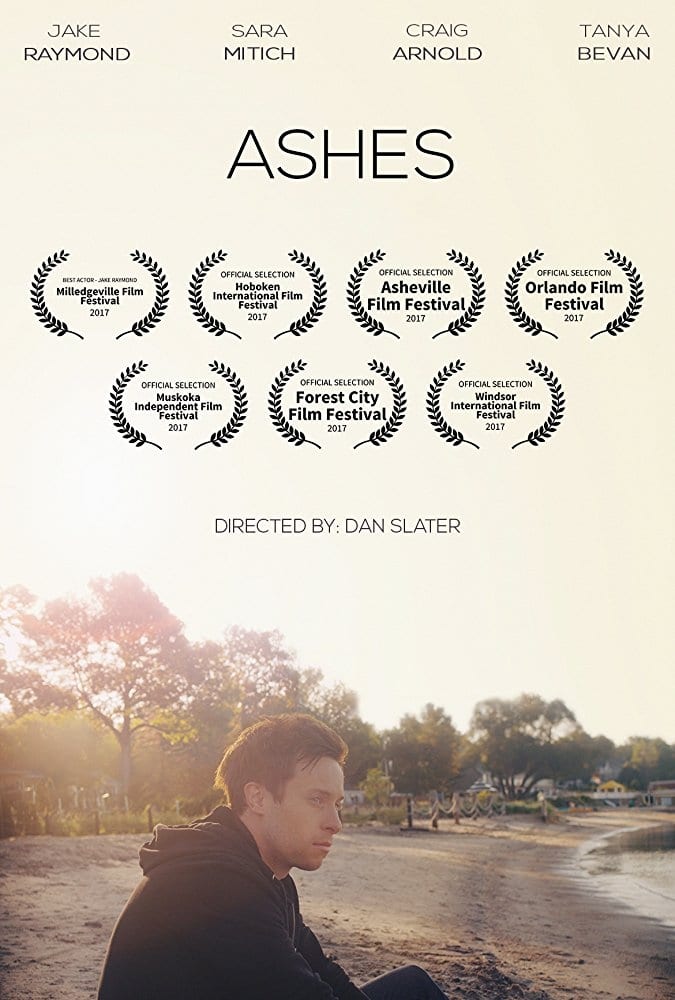 JAKE SARA CRAIG TANYA
RAYMOND MITICH ARNOLD BEVAN
ASHES
BEST ACTOR - JAKE RAYMOND
Milledgeville Film
Festival
2017
OFFICIAL SELECTION
Hoboken
International Film
Festival
2017
OFFICIAL SELECTION
Asheville
Film Festival
2017
OFFICIAL SELECTION
Orlando Film
Festival
2017
OFFICIAL SELECTION
Muskoka
Independent Film
Festival
2017
OFFICIAL SELECTION
Forest City
Film Festival
2017
OFFICIAL SELECTION
Windsor
International Film
Festival
2017
DIRECTED BY: DAN SLATER